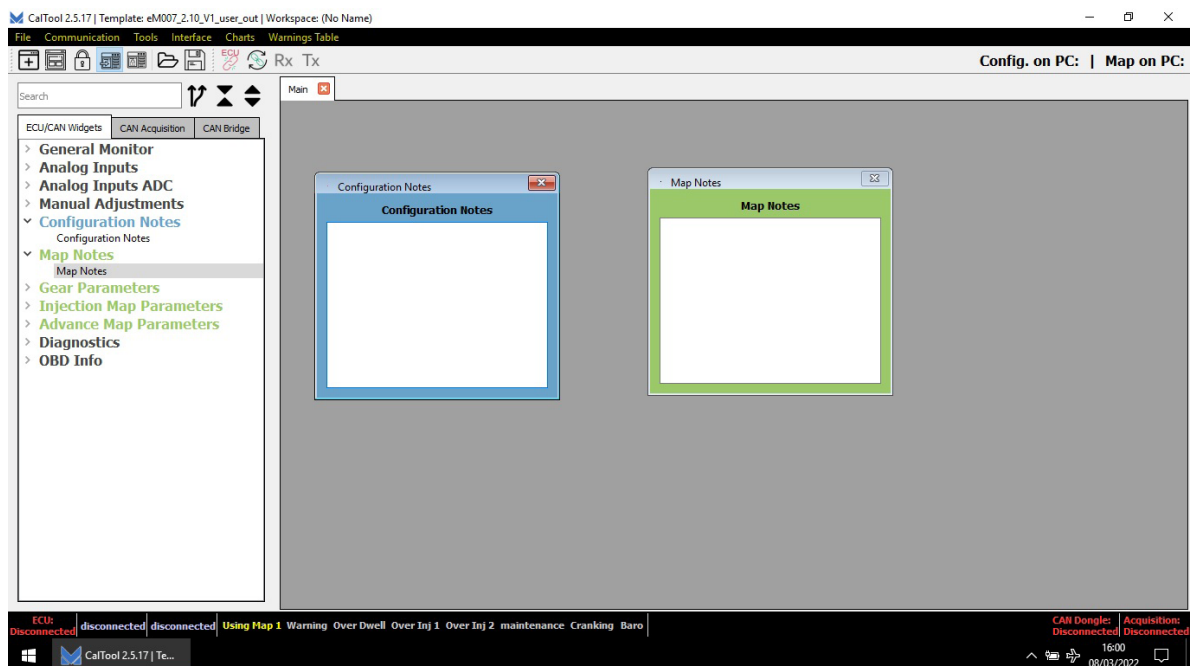 CalTool 2.5.17 | Template: eM007_2.10_V1_user_out | Workspace: (No Name)
File Communication Tools Interface Charts Warnings Table
ECU Rx Tx Config. on PC: | Map on PC:
Search
Main
ECU/CAN Widgets CAN Acquisition CAN Bridge
General Monitor
Analog Inputs
Analog Inputs ADC
Manual Adjustments
Configuration Notes
Configuration Notes
Map Notes
Map Notes
Gear Parameters
Injection Map Parameters
Advance Map Parameters
Diagnostics
OBD Info
Configuration Notes
Configuration Notes
Map Notes
Map Notes
ECU:
Disconnected
disconnected disconnected Using Map 1 Warning Over Dwell Over Inj 1 Over Inj 2 maintenance Cranking Baro
CAN Dongle:
Disconnected
Acquisition:
Disconnected
CalTool 2.5.17 | Te...
16:00
08/03/2022